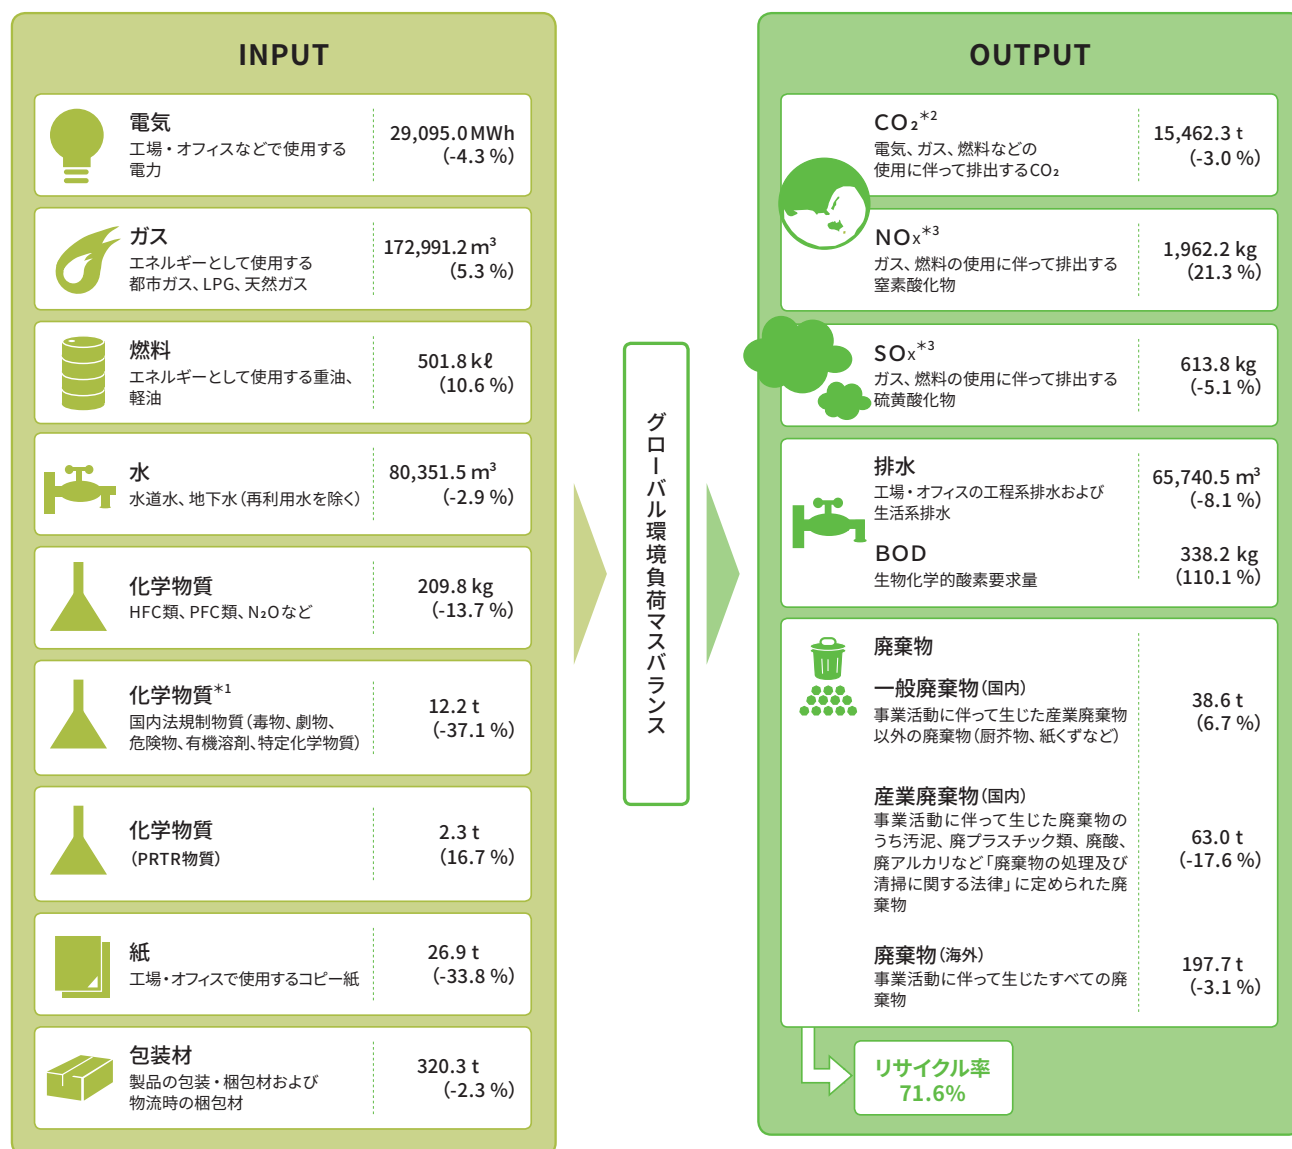 INPUT
電気
工場・オフィスなどで使用する
電力
29,095.0 MWh
(-4.3 %)
ガス
エネルギーとして使用する
都市ガス、LPG、天然ガス
172,991.2 m³
(5.3 %)
燃料
エネルギーとして使用する重油、
軽油
501.8 kℓ
(10.6 %)
水
水道水、地下水(再利用水を除く)
80,351.5 m³
(-2.9 %)
化学物質
HFC類、PFC類、N₂Oなど
209.8 kg
(-13.7 %)
化学物質*1
国内法規制物質(毒物、劇物、
危険物、有機溶剤、特定化学物質)
12.2 t
(-37.1 %)
化学物質
(PRTR物質)
2.3 t
(16.7 %)
紙
工場・オフィスで使用するコピー紙
26.9 t
(-33.8 %)
包装材
製品の包装・梱包材および
物流時の梱包材
320.3 t
(-2.3 %)
グローバル環境負荷マスバランス
OUTPUT
CO₂*2
電気、ガス、燃料などの
使用に伴って排出するCO₂
15,462.3 t
(-3.0 %)
NOx*3
ガス、燃料の使用に伴って排出する
窒素酸化物
1,962.2 kg
(21.3 %)
SOx*3
ガス、燃料の使用に伴って排出する
硫黄酸化物
613.8 kg
(-5.1 %)
排水
工場・オフィスの工程系排水および
生活系排水
65,740.5 m³
(-8.1 %)
BOD
生物化学的酸素要求量
338.2 kg
(110.1 %)
廃棄物
一般廃棄物(国内)
事業活動に伴って生じた産業廃棄物
以外の廃棄物(厨芥物、紙くずなど)
38.6 t
(6.7 %)
産業廃棄物(国内)
事業活動に伴って生じた廃棄物の
うち汚泥、廃プラスチック類、廃酸、
廃アルカリなど「廃棄物の処理及び
清掃に関する法律」に定められた廃
棄物
63.0 t
(-17.6 %)
廃棄物(海外)
事業活動に伴って生じたすべての廃
棄物
197.7 t
(-3.1 %)
リサイクル率
71.6%